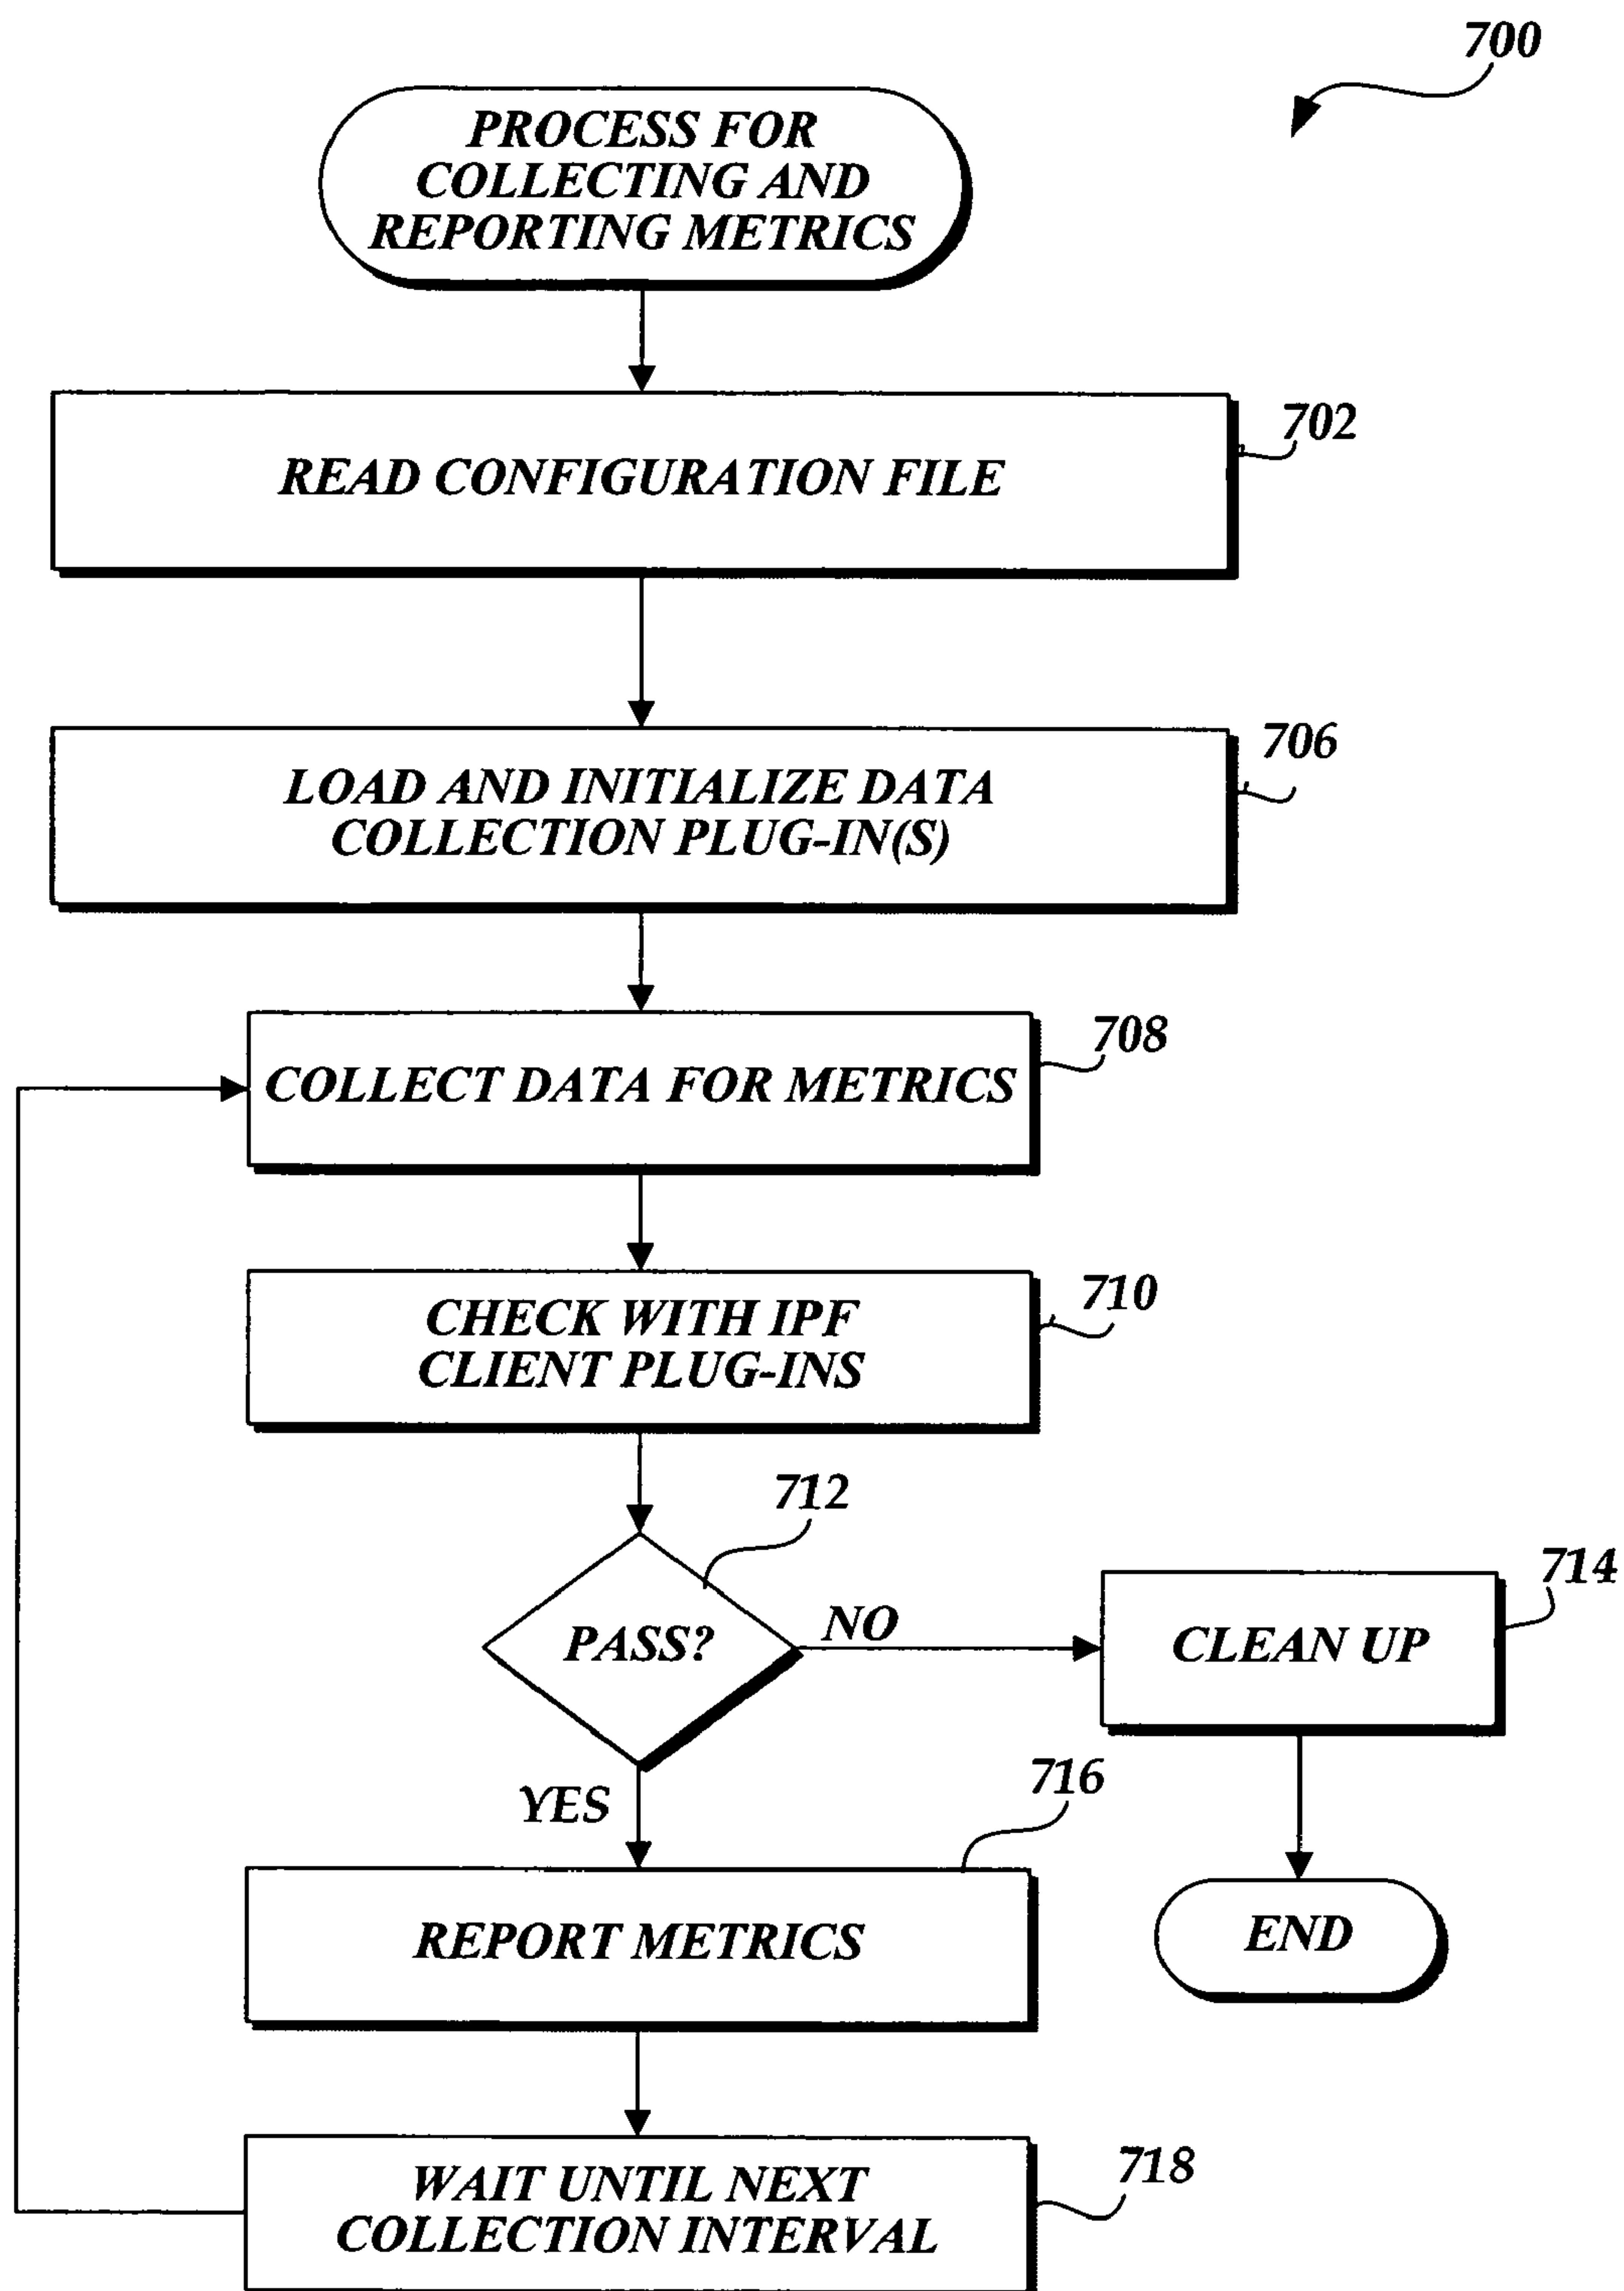 700
PROCESS FOR
COLLECTING AND
REPORTING METRICS
702
READ CONFIGURATION FILE
706
LOAD AND INITIALIZE DATA
COLLECTION PLUG-IN(S)
708
COLLECT DATA FOR METRICS
710
CHECK WITH IPF
CLIENT PLUG-INS
712
PASS?
NO
714
CLEAN UP
YES
716
REPORT METRICS
END
718
WAIT UNTIL NEXT
COLLECTION INTERVAL